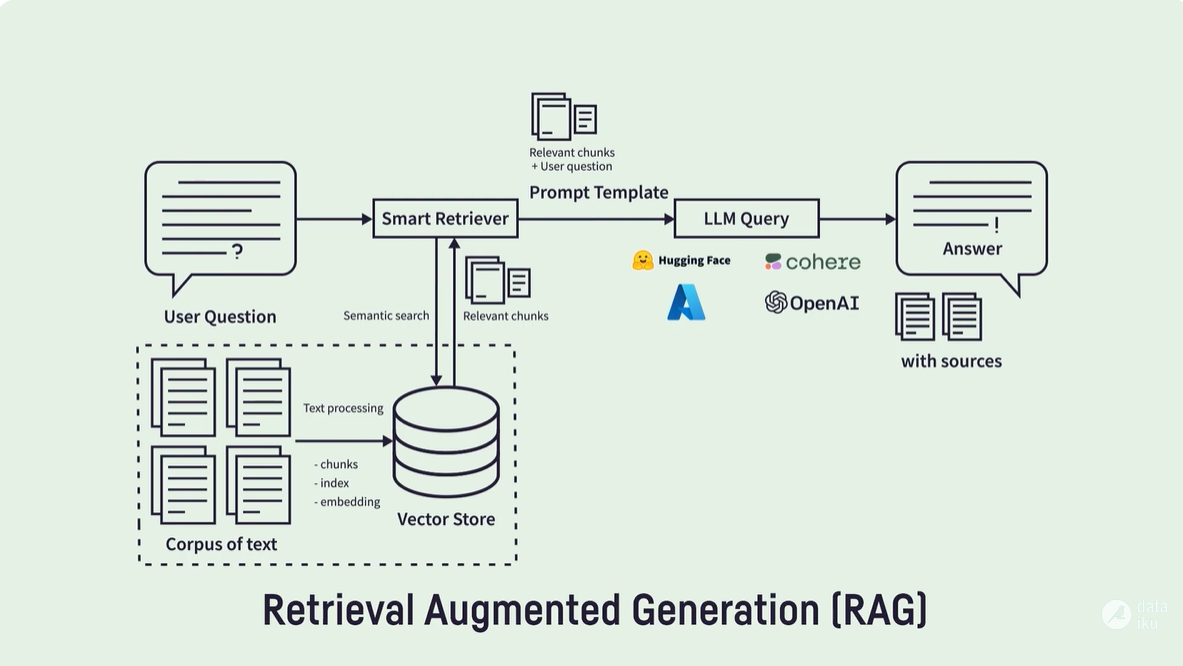 Relevant chunks
+ User question
Prompt Template
?
User Question
Smart Retriever
LLM Query
!
Answer
with sources
Hugging Face
cohere
OpenAI
Semantic search
Relevant chunks
Text processing
- chunks
- index
- embedding
Corpus of text
Vector Store
Retrieval Augmented Generation (RAG)
data
iku